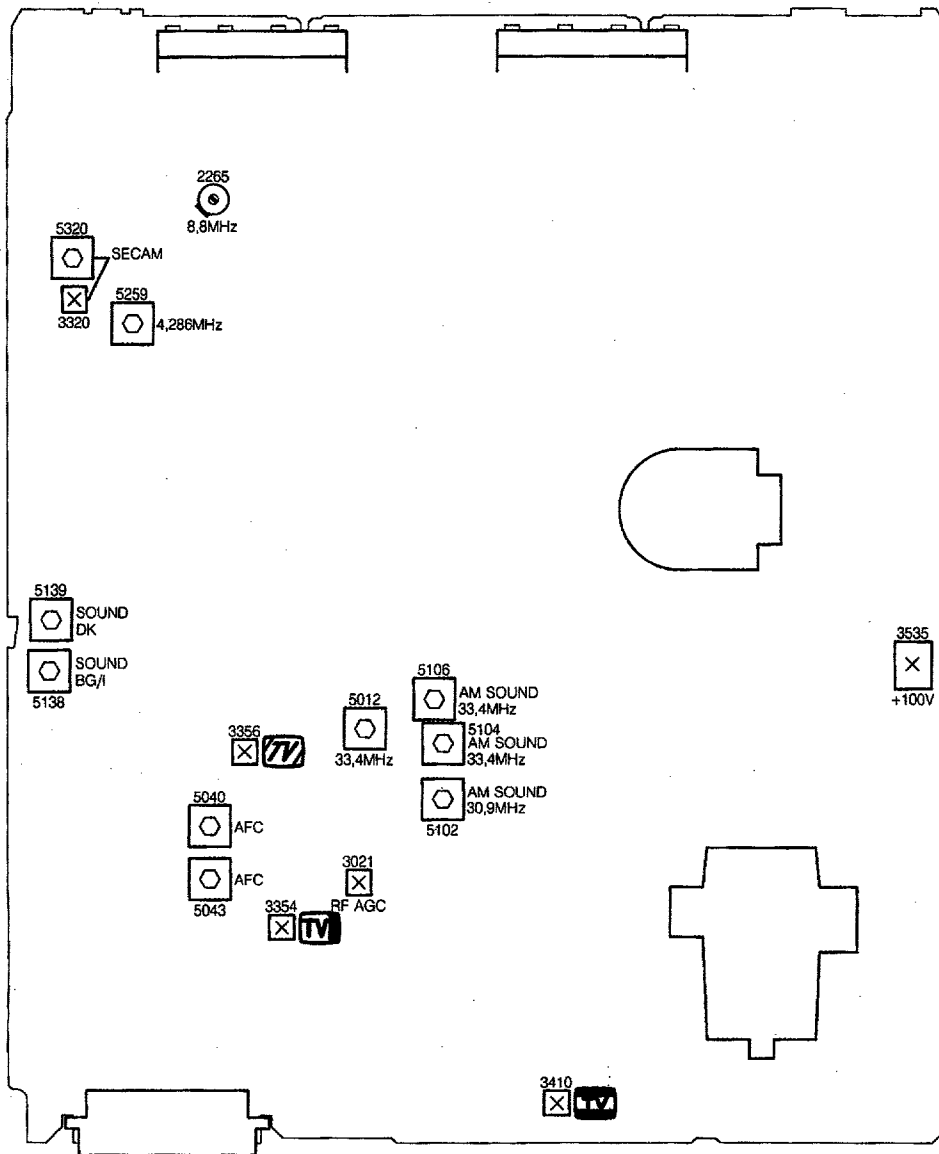 2265
8,8MHz
5320
SECAM
3320
5259
4,286MHz
5139
SOUND
DK
SOUND
BG/I
5138
3535
+100V
5106
AM SOUND
33,4MHz
5012
33,4MHz
5104
AM SOUND
33,4MHz
3356
TV
AM SOUND
30,9MHz
5102
5040
AFC
AFC
5043
3021
RF AGC
3354
TV
3410
TV